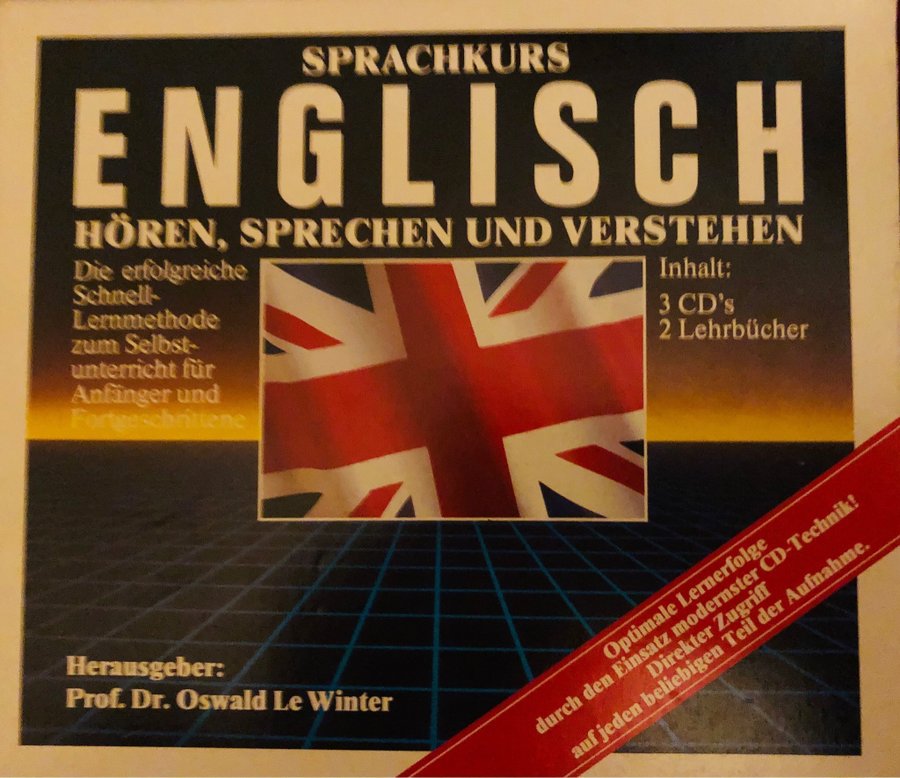 SPRACHKURS
ENGLISCH
HÖREN, SPRECHEN UND VERSTEHEN
Die erfolgreiche
Schnell-
Lernmethode
zum Selbst-
unterricht für
Anfänger und
Fortgeschrittene
Inhalt:
3 CD's
2 Lehrbücher
Optimale Lernerfolge
durch den Einsatz modernster CD-Technik!
Direkter Zugriff
auf jeden beliebigen Teil der Aufnahme.
Herausgeber:
Prof. Dr. Oswald Le Winter